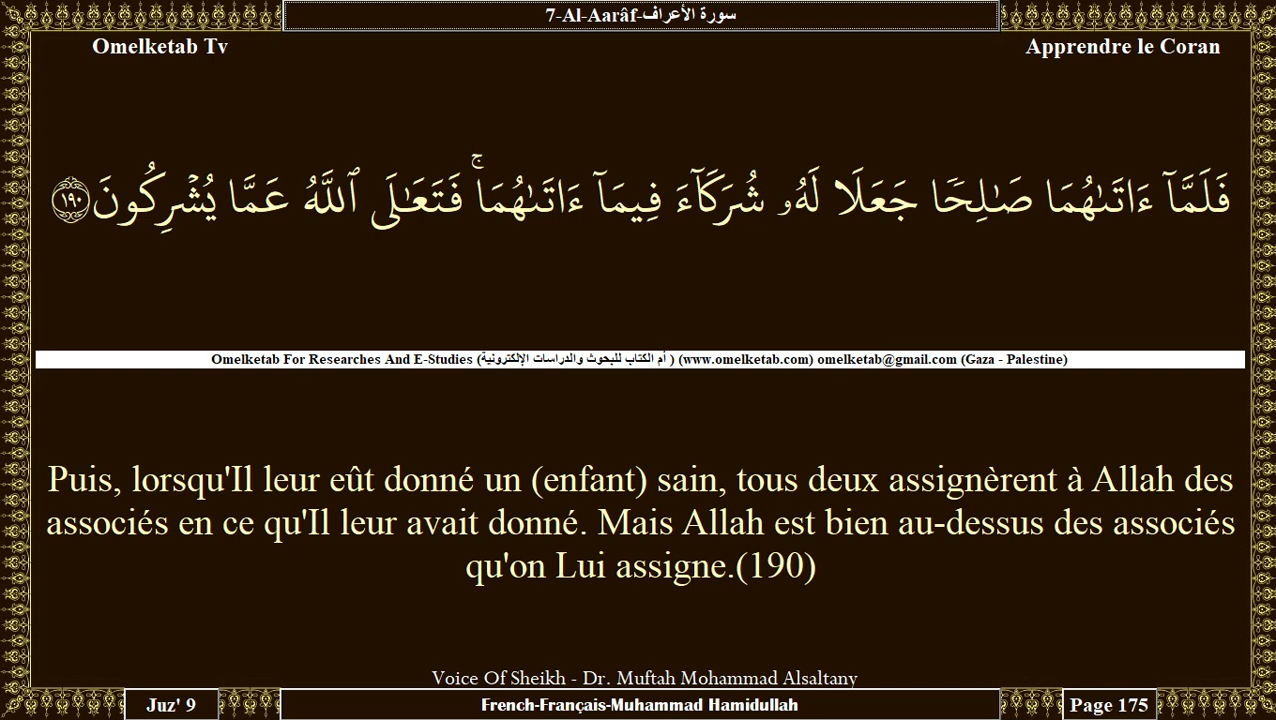 7-Al-Aarâf-سورة الأعراف
Omelketab Tv
Apprendre le Coran
فَلَمَّآ ءَاتَىٰهُمَا صَٰلِحًا جَعَلَا لَهُۥ شُرَكَآءَ فِيمَآ ءَاتَىٰهُمَا ۚ فَتَعَٰلَى ٱللَّهُ عَمَّا يُشْرِكُونَ ١٩٠
Omelketab For Researches And E-Studies (أم الكتاب للبحوث والدراسات الإلكترونية ) (www.omelketab.com) omelketab@gmail.com (Gaza - Palestine)
Puis, lorsqu'Il leur eût donné un (enfant) sain, tous deux assignèrent à Allah des
associés en ce qu'Il leur avait donné. Mais Allah est bien au-dessus des associés
qu'on Lui assigne.(190)
Voice Of Sheikh - Dr. Muftah Mohammad Alsaltany
Juz' 9
French-Français-Muhammad Hamidullah
Page 175